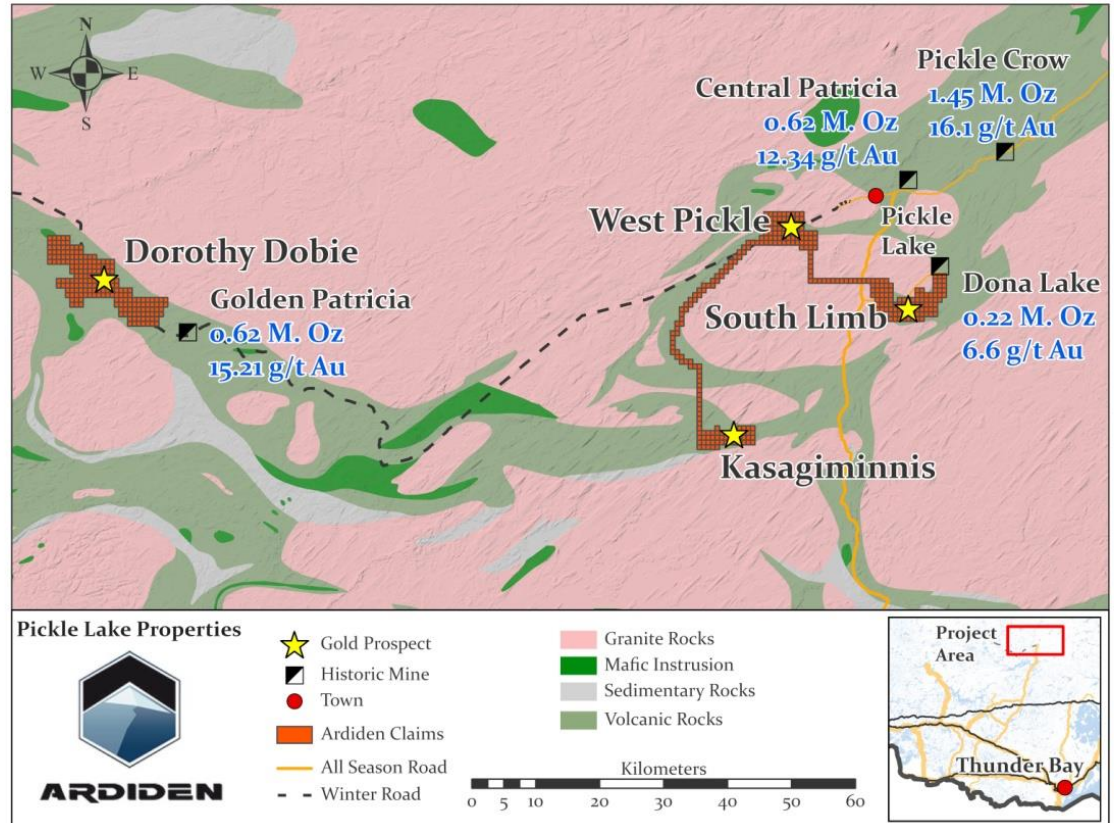 N
W E
S
Pickle Crow
1.45 M. Oz
16.1 g/t Au
Central Patricia
0.62 M. Oz
12.34 g/t Au
West Pickle
Pickle
Lake
Dorothy Dobie
Golden Patricia
0.62 M. Oz
15.21 g/t Au
South Limb
Dona Lake
0.22 M. Oz
6.6 g/t Au
Kasagiminnis
Pickle Lake Properties
ARDIDEN
Gold Prospect
Historic Mine
Town
Ardiden Claims
All Season Road
Winter Road
Granite Rocks
Mafic Instrusion
Sedimentary Rocks
Volcanic Rocks
Kilometers
0 5 10 20 30 40 50 60
Project
Area
Thunder Bay